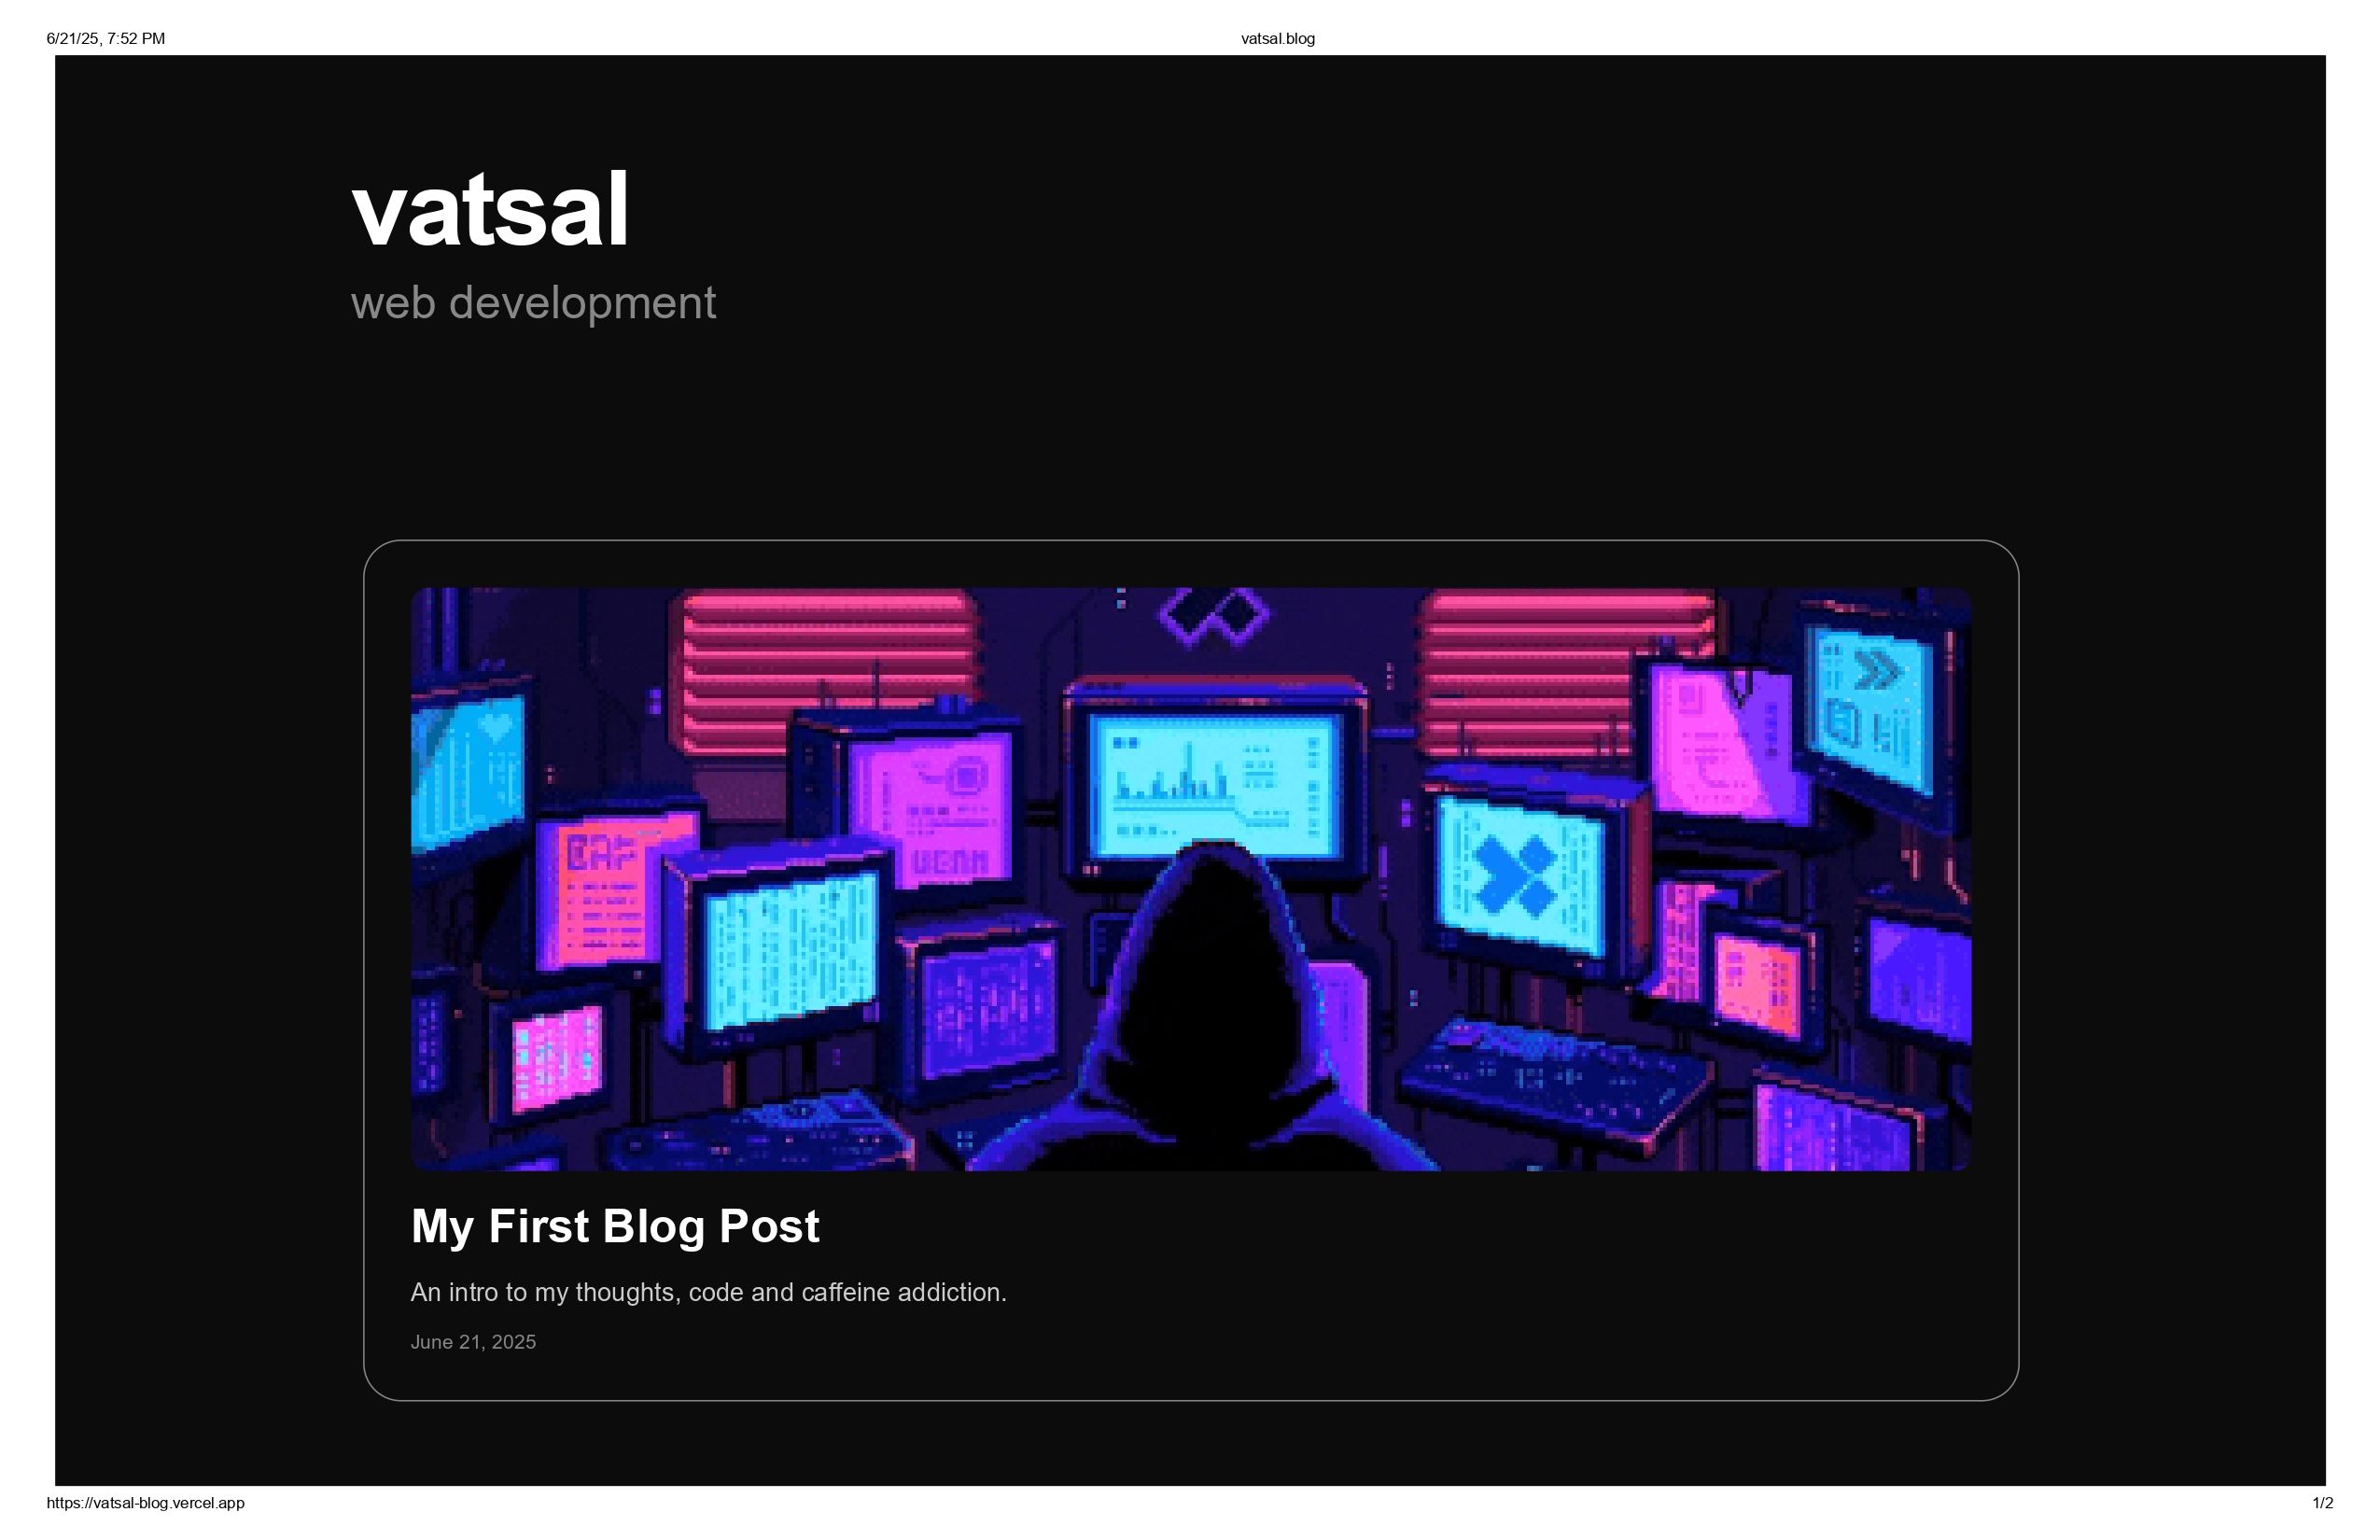 6/21/25, 7:52 PM
vatsal.blog
vatsal
web development
My First Blog Post
An intro to my thoughts, code and caffeine addiction.
June 21, 2025
https://vatsal-blog.vercel.app
1/2